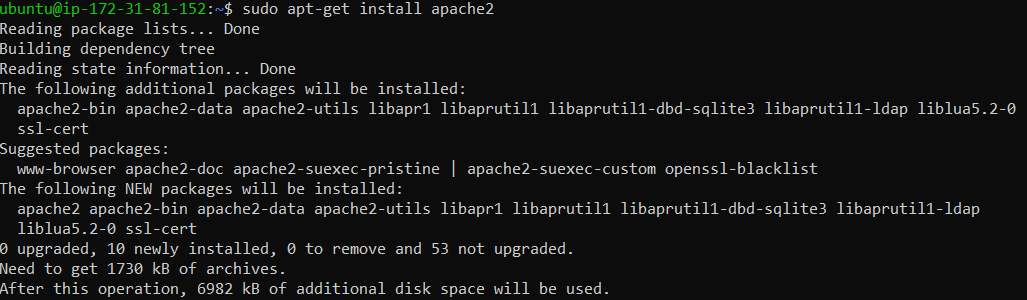 ubuntu@ip-172-31-81-152:~$ sudo apt-get install apache2
Reading package lists... Done
Building dependency tree
Reading state information... Done
The following additional packages will be installed:
  apache2-bin apache2-data apache2-utils libapr1 libaprutil1 libaprutil1-dbd-sqlite3 libaprutil1-ldap liblua5.2-0
  ssl-cert
Suggested packages:
  www-browser apache2-doc apache2-suexec-pristine | apache2-suexec-custom openssl-blacklist
The following NEW packages will be installed:
  apache2 apache2-bin apache2-data apache2-utils libapr1 libaprutil1 libaprutil1-dbd-sqlite3 libaprutil1-ldap
  liblua5.2-0 ssl-cert
0 upgraded, 10 newly installed, 0 to remove and 53 not upgraded.
Need to get 1730 kB of archives.
After this operation, 6982 kB of additional disk space will be used.